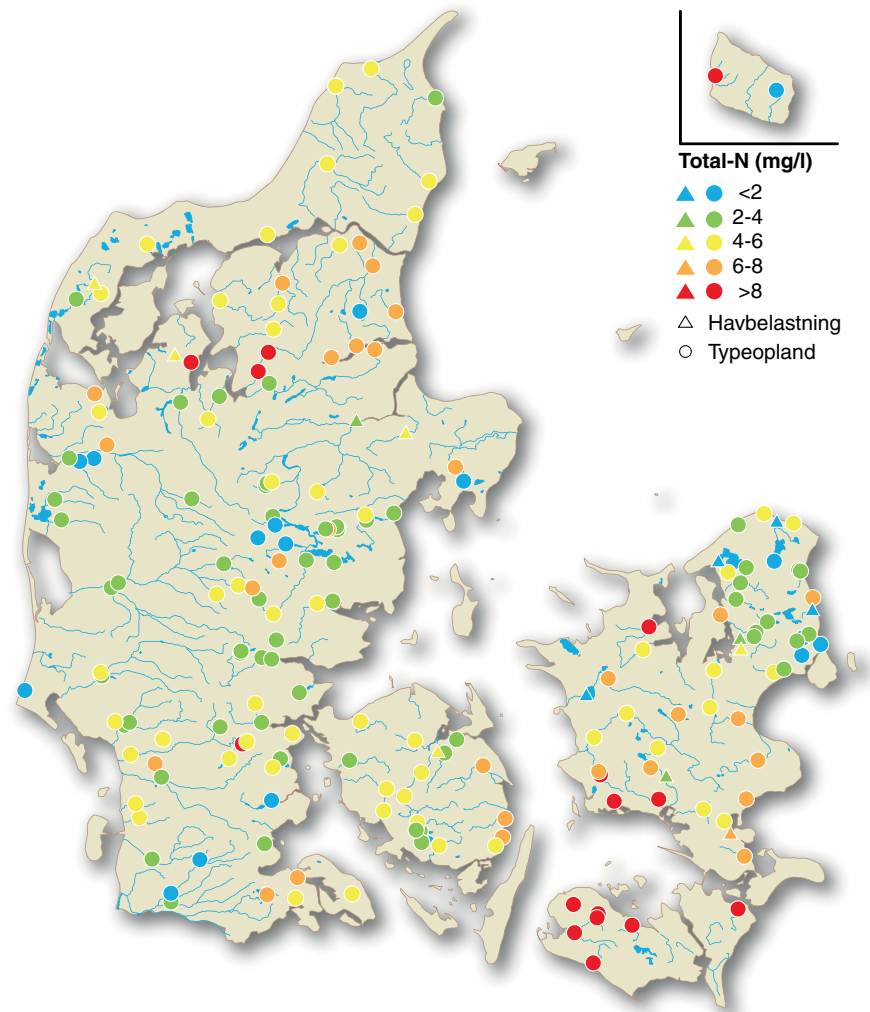 Total-N (mg/l)
<2
2-4
4-6
6-8
>8
Havbelastning
Typeopland